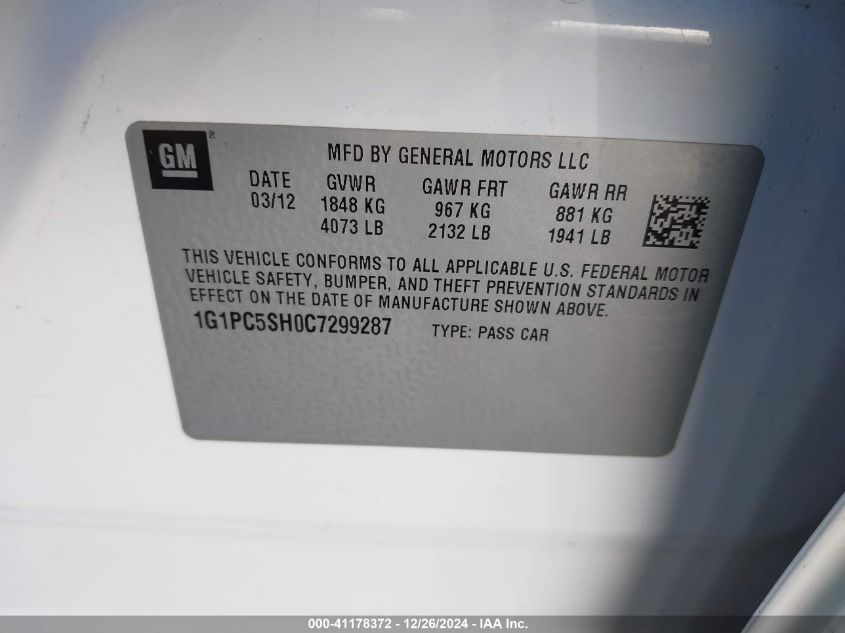 GM ®
MFD BY GENERAL MOTORS LLC
DATE GVWR GAWR FRT GAWR RR
03/12 1848 KG 967 KG 881 KG
4073 LB 2132 LB 1941 LB
THIS VEHICLE CONFORMS TO ALL APPLICABLE U.S. FEDERAL MOTOR
VEHICLE SAFETY, BUMPER, AND THEFT PREVENTION STANDARDS IN
EFFECT ON THE DATE OF MANUFACTURE SHOWN ABOVE.
1G1PC5SH0C7299287 TYPE: PASS CAR
000-41178372 - 12/26/2024 - IAA Inc.